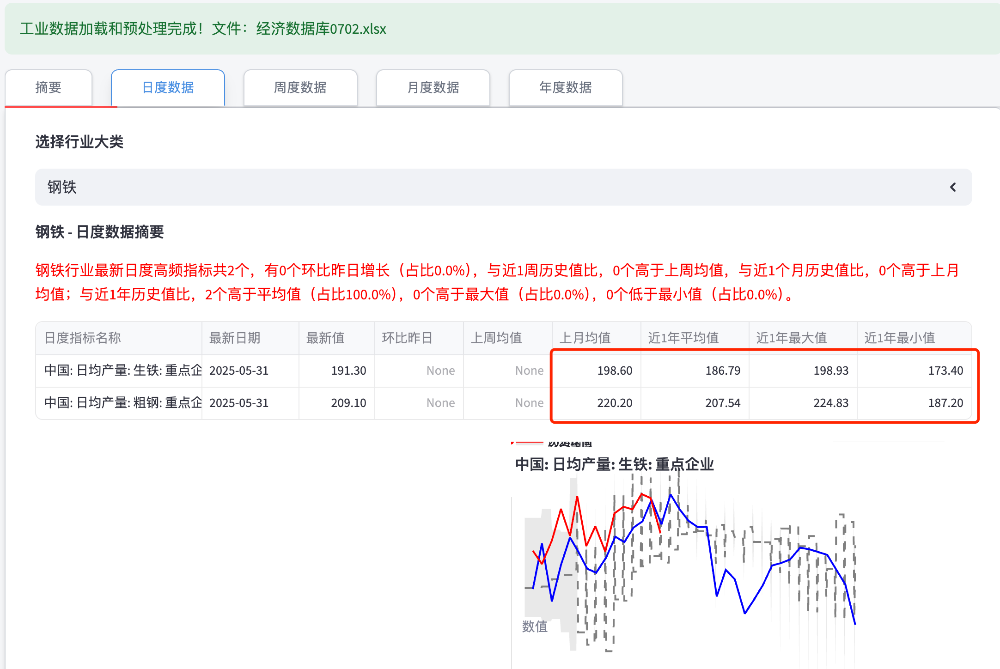 工业数据加载和预处理完成！文件：经济数据库0702.xlsx
摘要 日度数据 周度数据 月度数据 年度数据
选择行业大类
钢铁
钢铁 - 日度数据摘要
钢铁行业最新日度高频指标共2个，有0个环比昨日增长（占比0.0%），与近1周历史值比，0个高于上周均值，与近1个月历史值比，0个高于上月
均值；与近1年历史值比，2个高于平均值（占比100.0%），0个高于最大值（占比0.0%），0个低于最小值（占比0.0%）。
日度指标名称 最新日期 最新值 环比昨日 上周均值 上月均值 近1年平均值 近1年最大值 近1年最小值
中国: 日均产量: 生铁: 重点企 2025-05-31 191.30 None None 198.60 186.79 198.93 173.40
中国: 日均产量: 粗钢: 重点企 2025-05-31 209.10 None None 220.20 207.54 224.83 187.20
中国: 日均产量: 生铁: 重点企业
数值